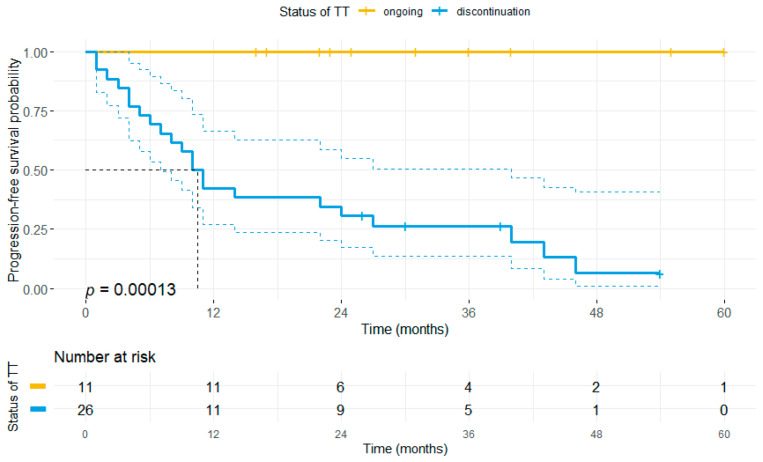 Status of TT ongoing discontinuation
Progression-free survival probability
1.00
0.75
0.50
0.25
0.00
p = 0.00013
0 12 24 36 48 60
Time (months)
Number at risk
Status of TT
11 11 6 4 2 1
26 11 9 5 1 0
0 12 24 36 48 60
Time (months)